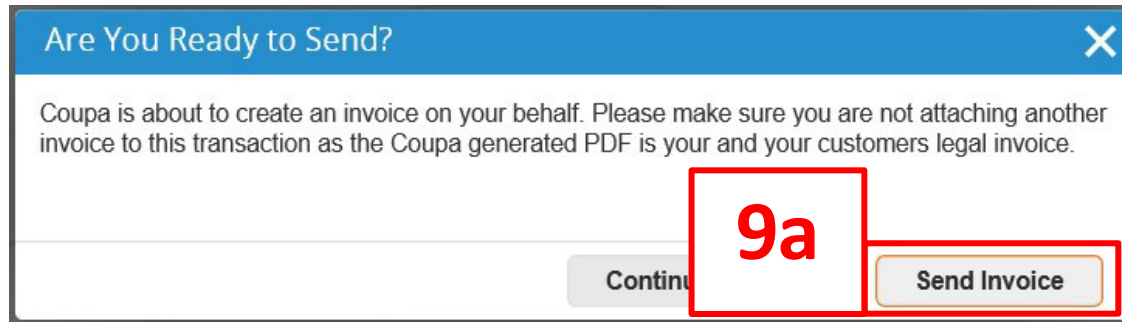 Are You Ready to Send?
Coupa is about to create an invoice on your behalf. Please make sure you are not attaching another
invoice to this transaction as the Coupa generated PDF is your and your customers legal invoice.
9a
Send Invoice